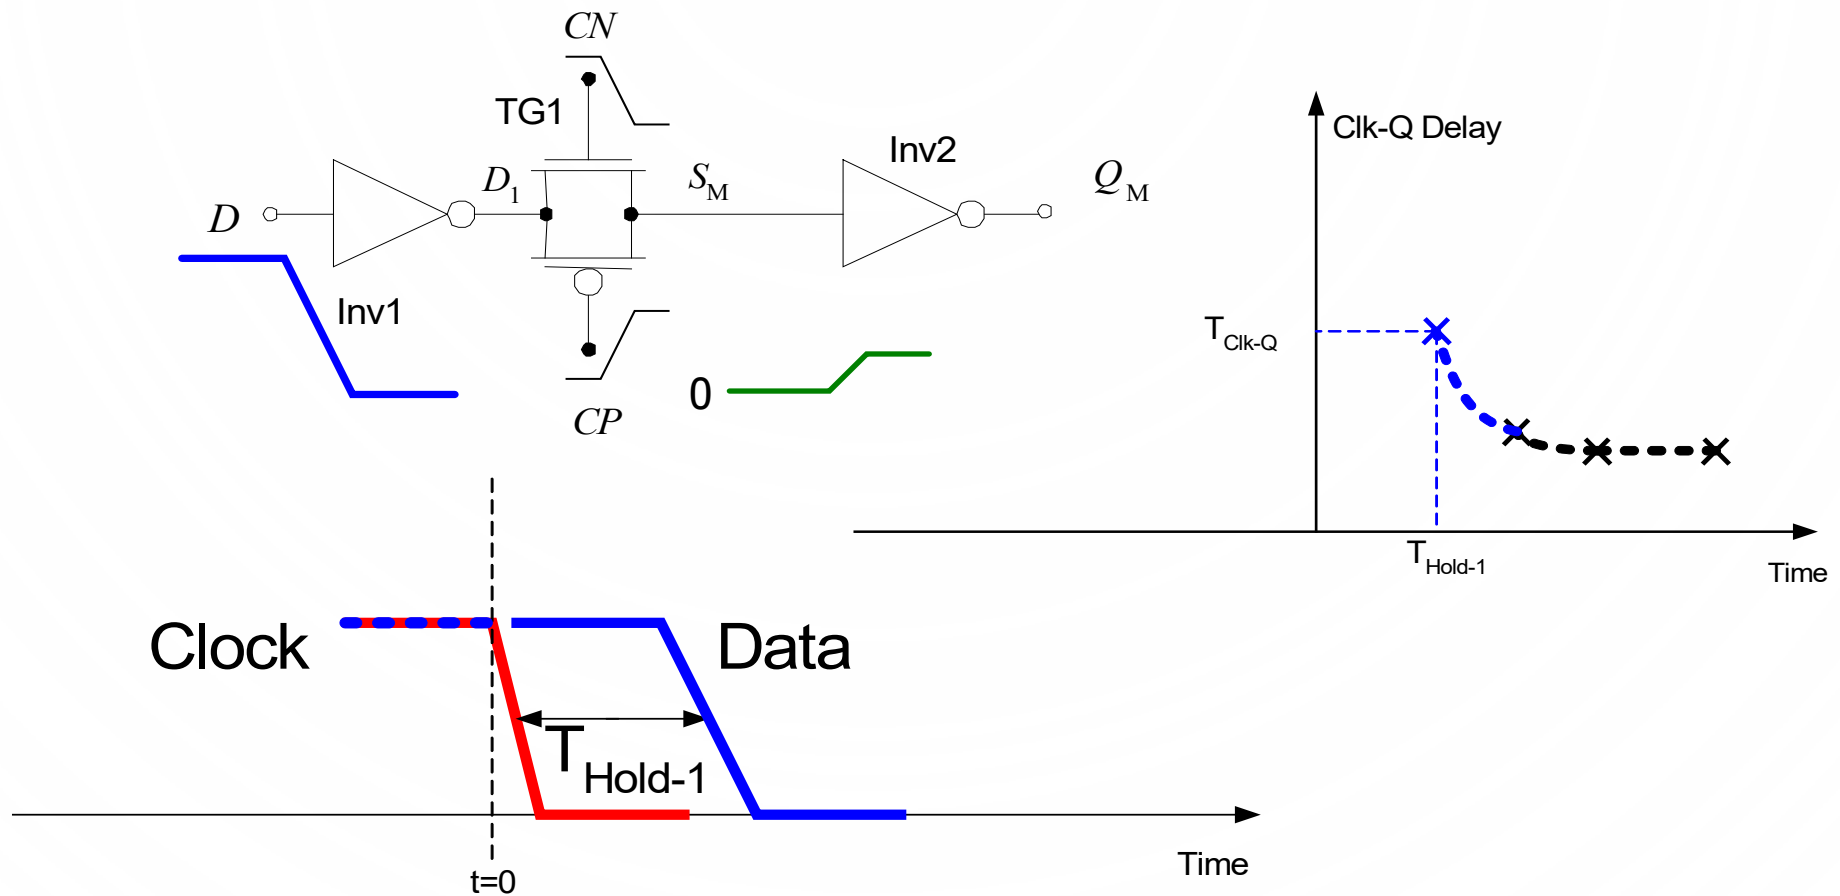 CN
TG1
Clk-Q Delay
Inv2
D
D1
SM
QM
Inv1
TClk-Q
0
CP
THold-1
Time
Clock
Data
THold-1
Time
t=0